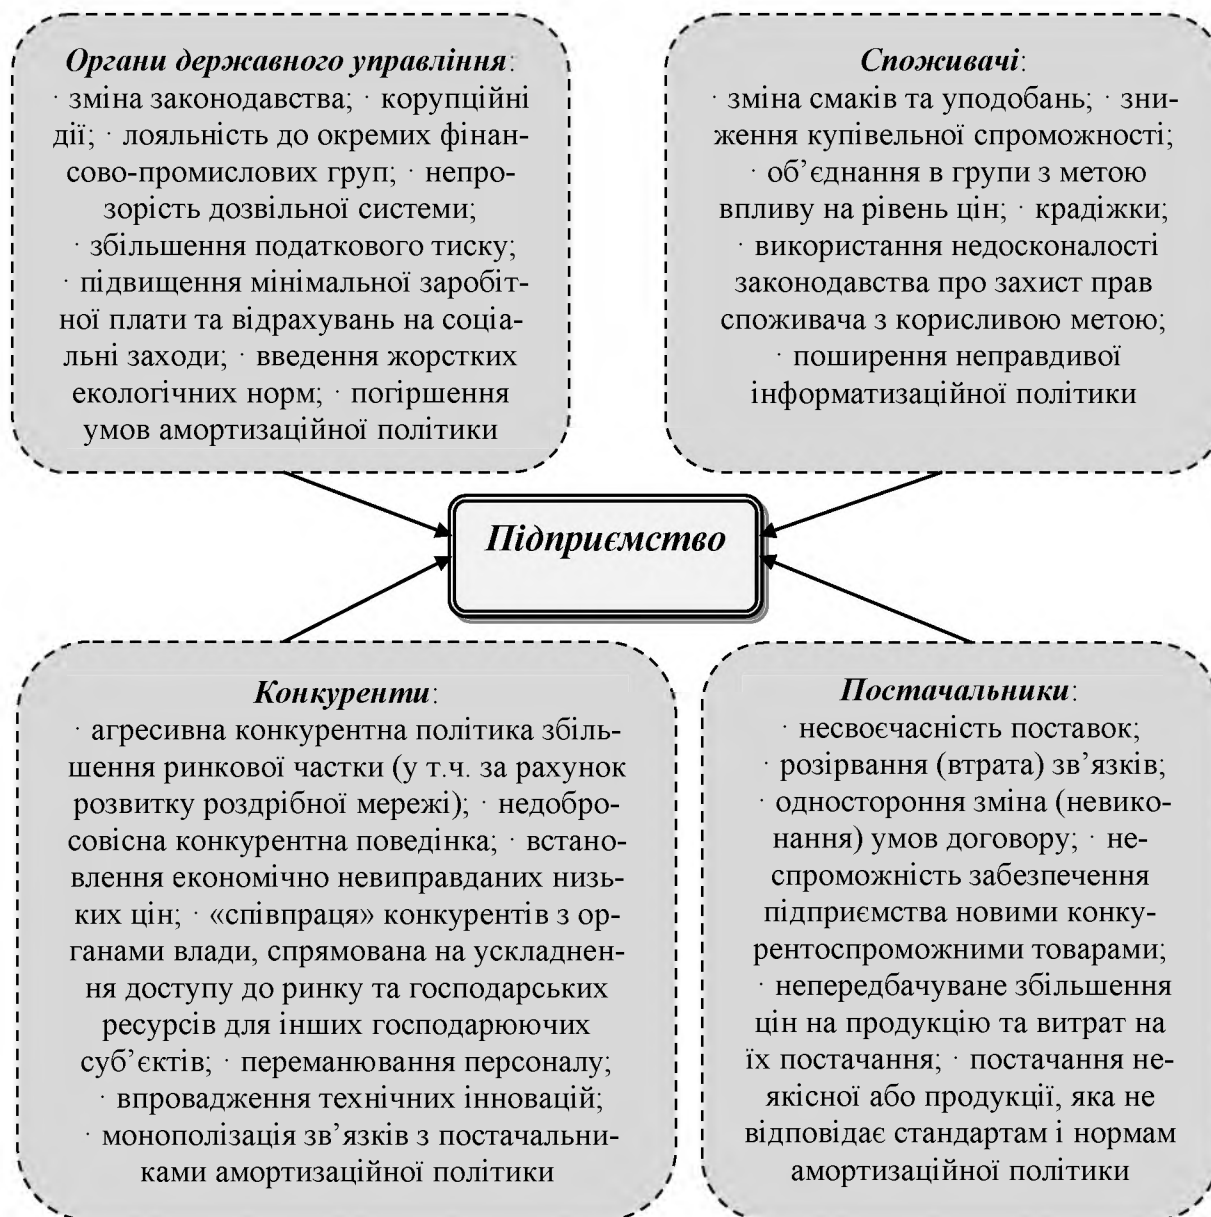 Органи державного управління:
· зміна законодавства; · корупційні
дії; · лояльність до окремих фінан-
сово-промислових груп; · непро-
зорість дозвільної системи;
· збільшення податкового тиску;
· підвищення мінімальної заробіт-
ної плати та відрахувань на соціа-
льні заходи; · введення жорстких
екологічних норм; · погіршення
умов амортизаційної політики
Споживачі:
· зміна смаків та уподобань; · зни-
ження купівельної спроможності;
· об’єднання в групи з метою
впливу на рівень цін; · крадіжки;
· використання недосконалості
законодавства про захист прав
споживача з корисливою метою;
· поширення неправдивої
інформатизаційної політики
Підприємство
Конкуренти:
· агресивна конкурентна політика збіль-
шення ринкової частки (у т.ч. за рахунок
розвитку роздрібної мережі); · недобро-
совісна конкурентна поведінка; · встано-
влення економічно невиправданих низь-
ких цін; · «співпраця» конкурентів з ор-
ганами влади, спрямована на ускладнен-
ня доступу до ринку та господарських
ресурсів для інших господарюючих
суб’єктів; · переманювання персоналу;
· впровадження технічних інновацій;
· монополізація зв’язків з постачальни-
ками амортизаційної політики
Постачальники:
· несвоєчасність поставок;
· розірвання (втрата) зв’язків;
· одностороння зміна (невико-
нання) умов договору; · не-
спроможність забезпечення
підприємства новими конку-
рентоспроможними товарами;
· непередбачуване збільшення
цін на продукцію та витрат на
їх постачання; · постачання не-
якісної або продукції, яка не
відповідає стандартам і нормам
амортизаційної політики